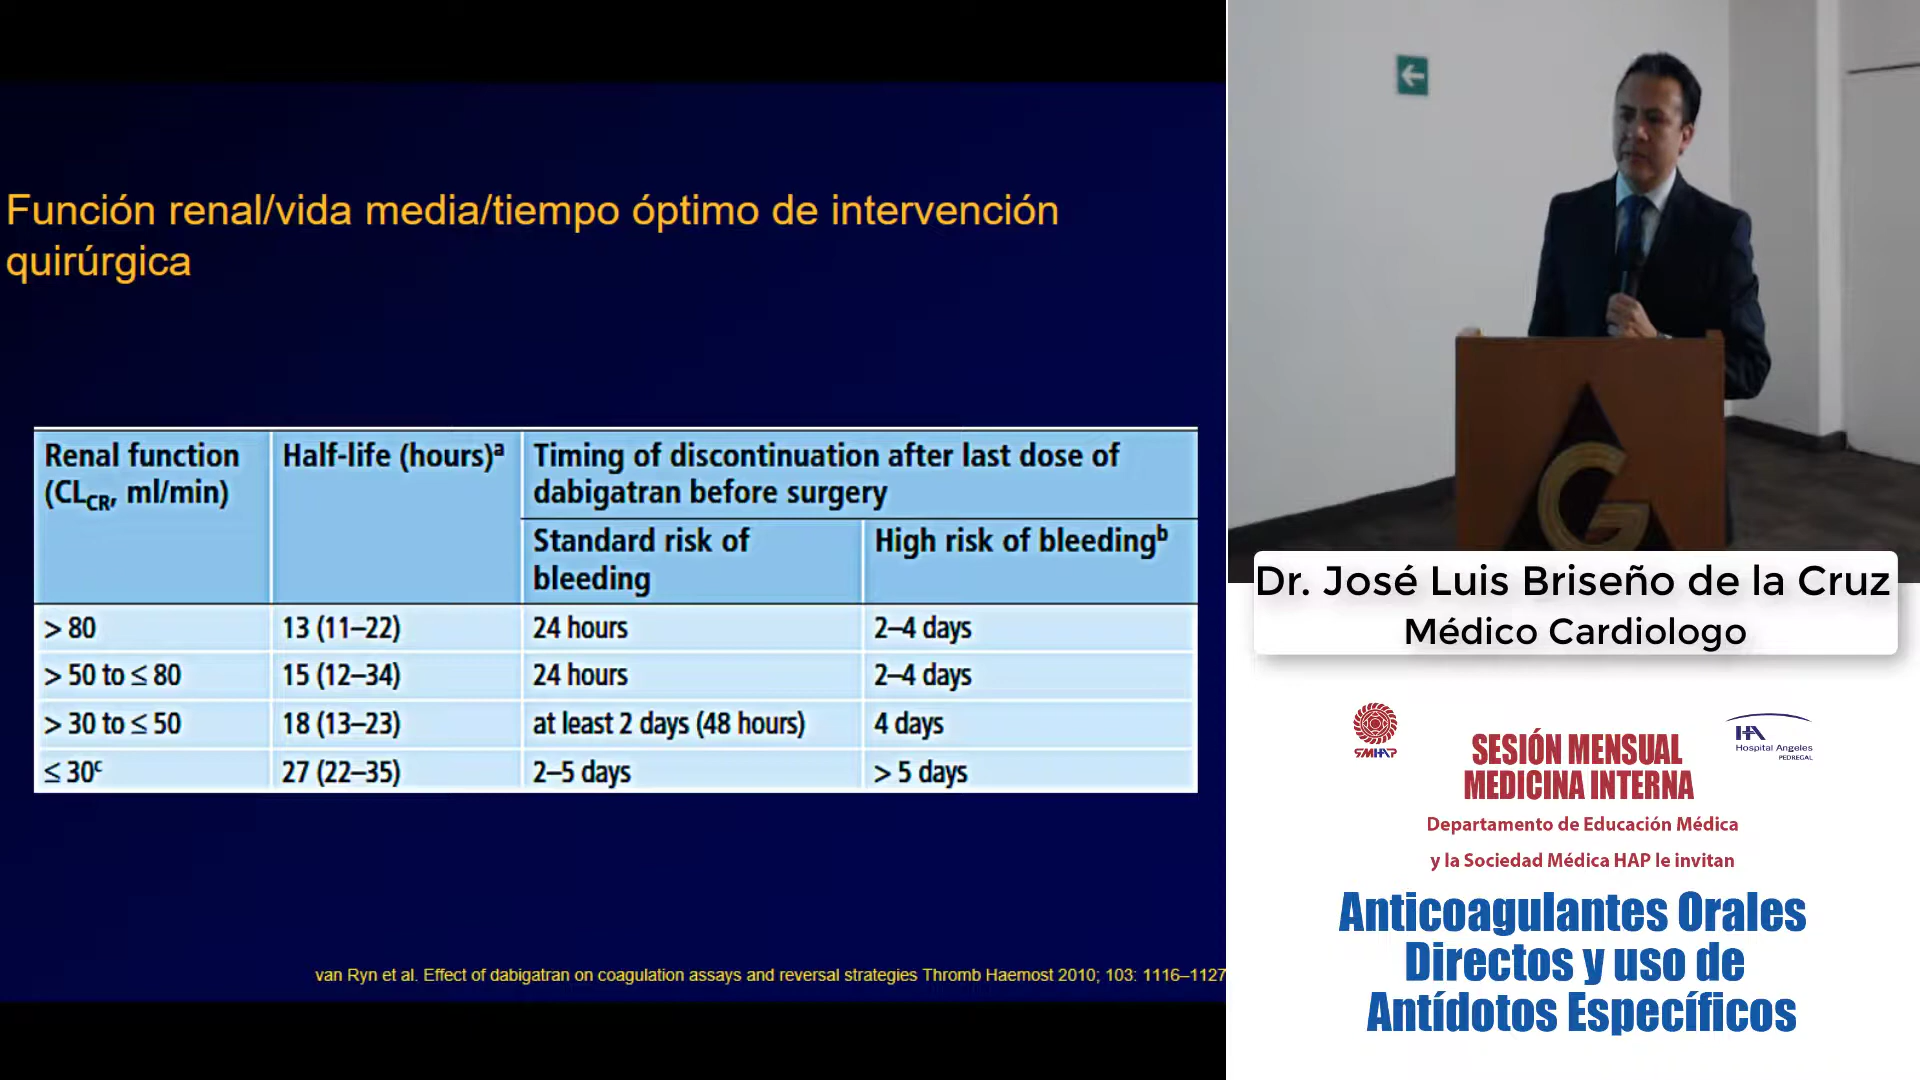 Función renal/vida media/tiempo óptimo de intervención
quirúrgica
Renal function
(CLCR, ml/min)
Half-life (hours)a
Timing of discontinuation after last dose of
dabigatran before surgery
Standard risk of
bleeding
High risk of bleedingb
> 80
13 (11–22)
24 hours
2–4 days
> 50 to ≤ 80
15 (12–34)
24 hours
2–4 days
> 30 to ≤ 50
18 (13–23)
at least 2 days (48 hours)
4 days
≤ 30c
27 (22–35)
2–5 days
> 5 days
van Ryn et al. Effect of dabigatran on coagulation assays and reversal strategies Thromb Haemost 2010; 103: 1116–1127
G
Dr. José Luis Briseño de la Cruz
Médico Cardiologo
SMHAP
HA
Hospital Angeles
PEDREGAL
SESIÓN MENSUAL
MEDICINA INTERNA
Departamento de Educación Médica
y la Sociedad Médica HAP le invitan
Anticoagulantes Orales
Directos y uso de
Antídotos Específicos